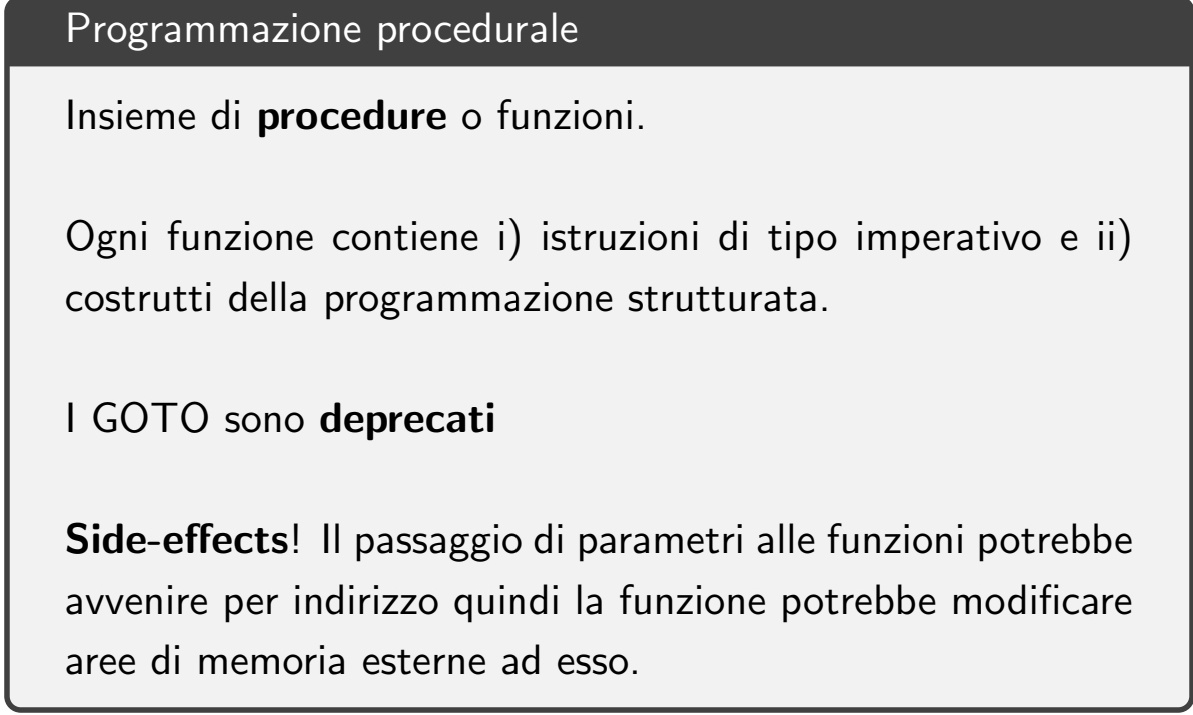 Programmazione procedurale
Insieme di procedure o funzioni.
Ogni funzione contiene i) istruzioni di tipo imperativo e ii)
costrutti della programmazione strutturata.
I GOTO sono deprecati
Side-effects! Il passaggio di parametri alle funzioni potrebbe
avvenire per indirizzo quindi la funzione potrebbe modificare
aree di memoria esterne ad esso.